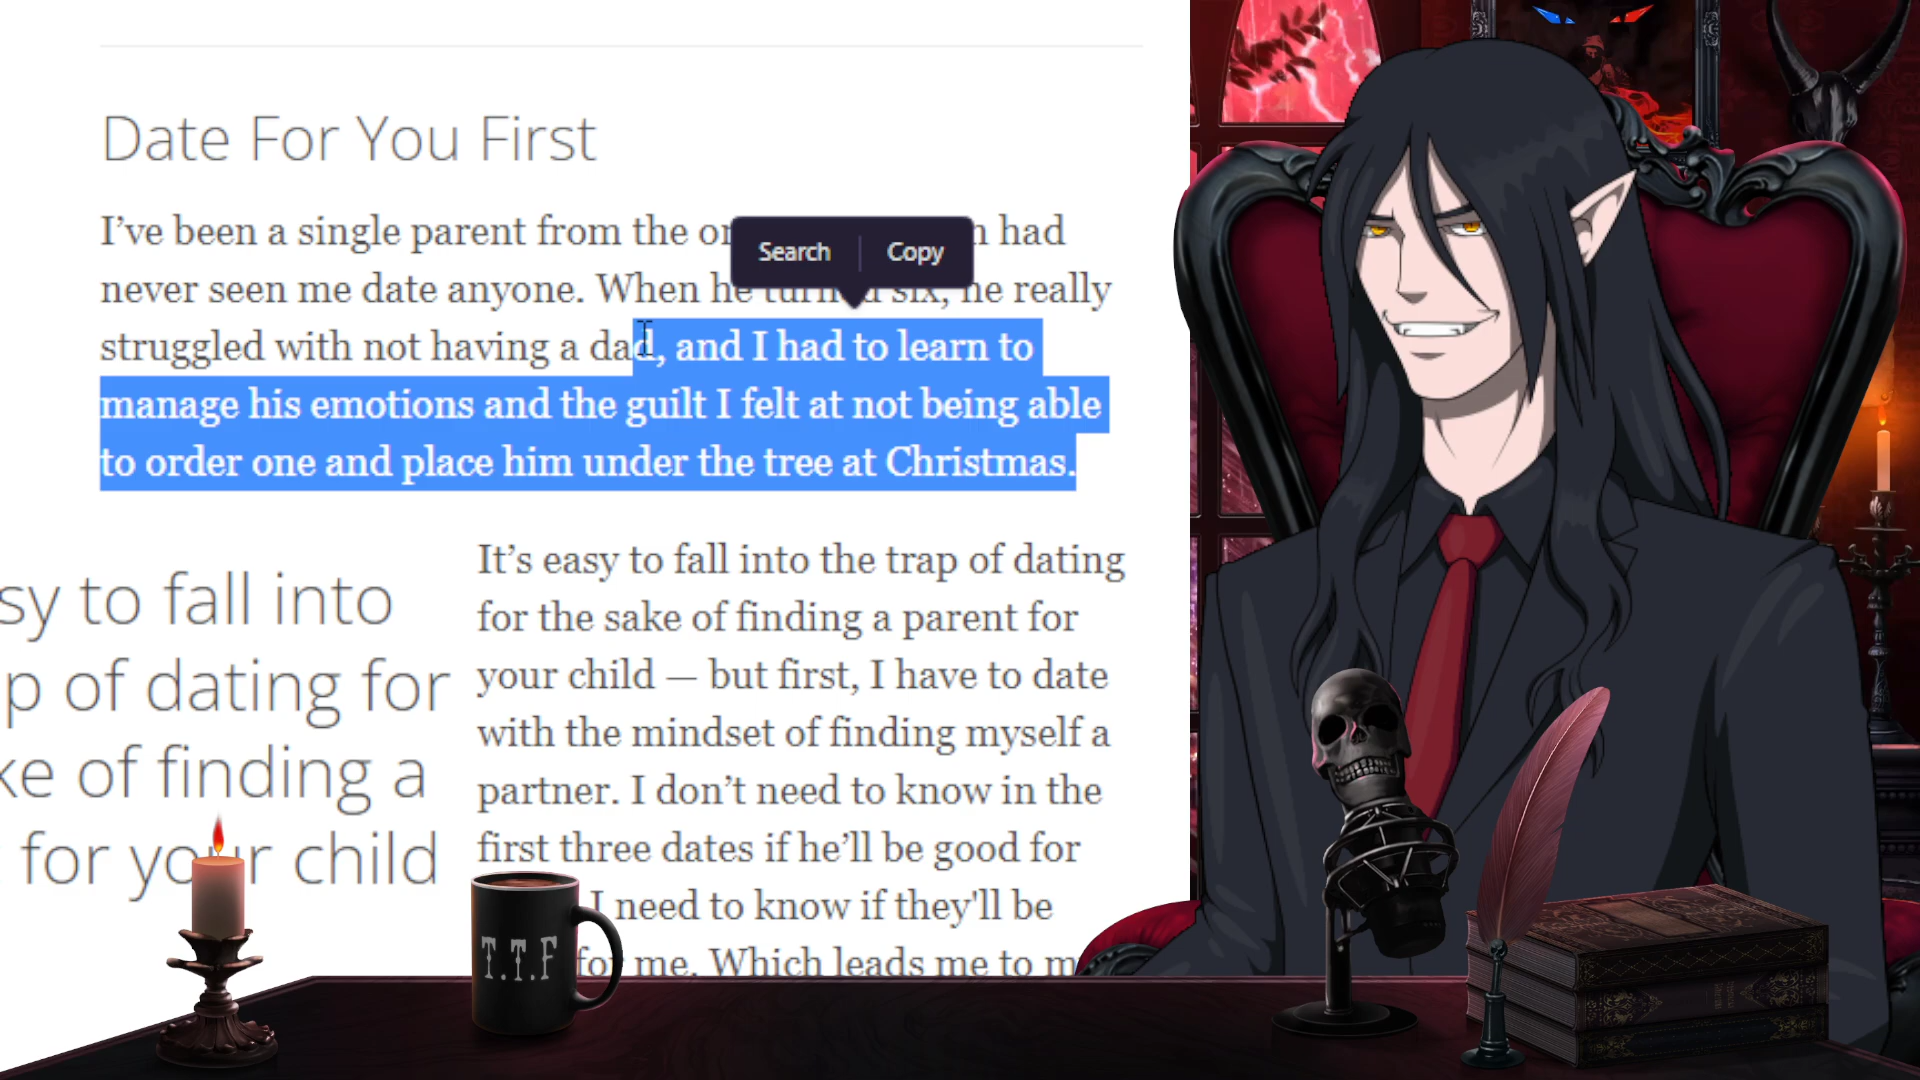 Date For You First
I’ve been a single parent from the had
never seen me date anyone. When he six, he really
struggled with not having a dad, and I had to learn to
manage his emotions and the guilt I felt at not being able
to order one and place him under the tree at Christmas.
Search Copy
It’s easy to fall into the trap of dating
for the sake of finding a parent for
your child — but first, I have to date
with the mindset of finding myself a
partner. I don’t need to know in the
first three dates if he’ll be good for
I need to know if they'll be
for me. Which leads me to
sy to fall into
p of dating for
ke of finding a
for your child
T.T.F